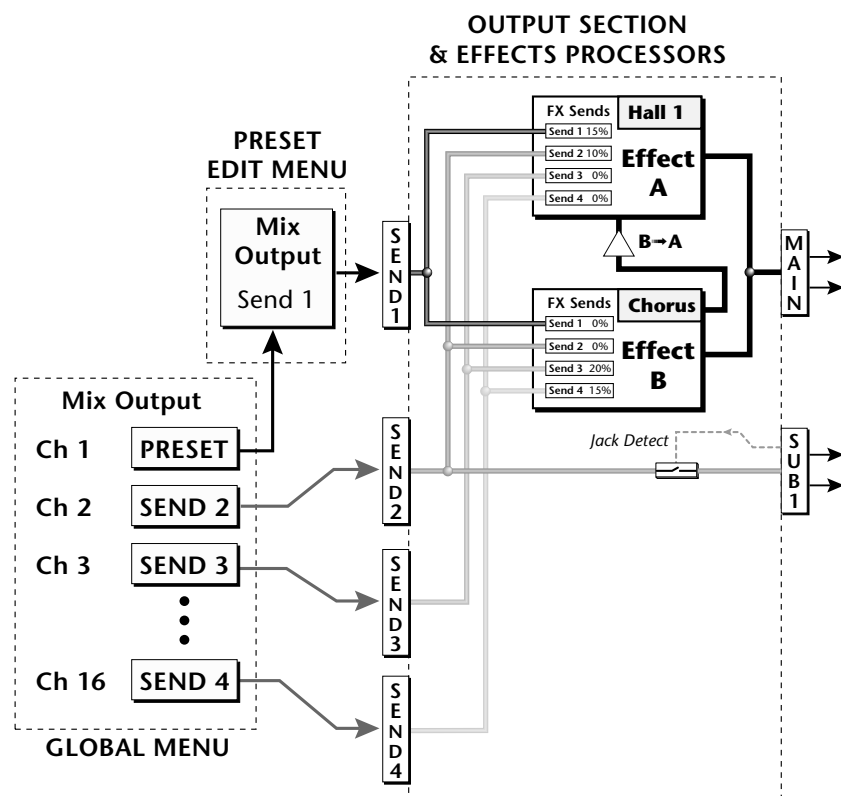 OUTPUT SECTION
& EFFECTS PROCESSORS
PRESET
EDIT MENU
Mix
Output
Send 1
S
E
N
D
1
FX Sends
Hall 1
Send 1 15%
Send 2 10%
Send 3 0%
Send 4 0%
Effect
A
B→A
FX Sends
Chorus
Send 1 0%
Send 2 0%
Send 3 20%
Send 4 15%
Effect
B
M
A
I
N
Mix Output
Ch 1 PRESET
Ch 2 SEND 2
Ch 3 SEND 3
Ch 16 SEND 4
GLOBAL MENU
S
E
N
D
2
Jack Detect
S
U
B
1
S
E
N
D
3
S
E
N
D
4